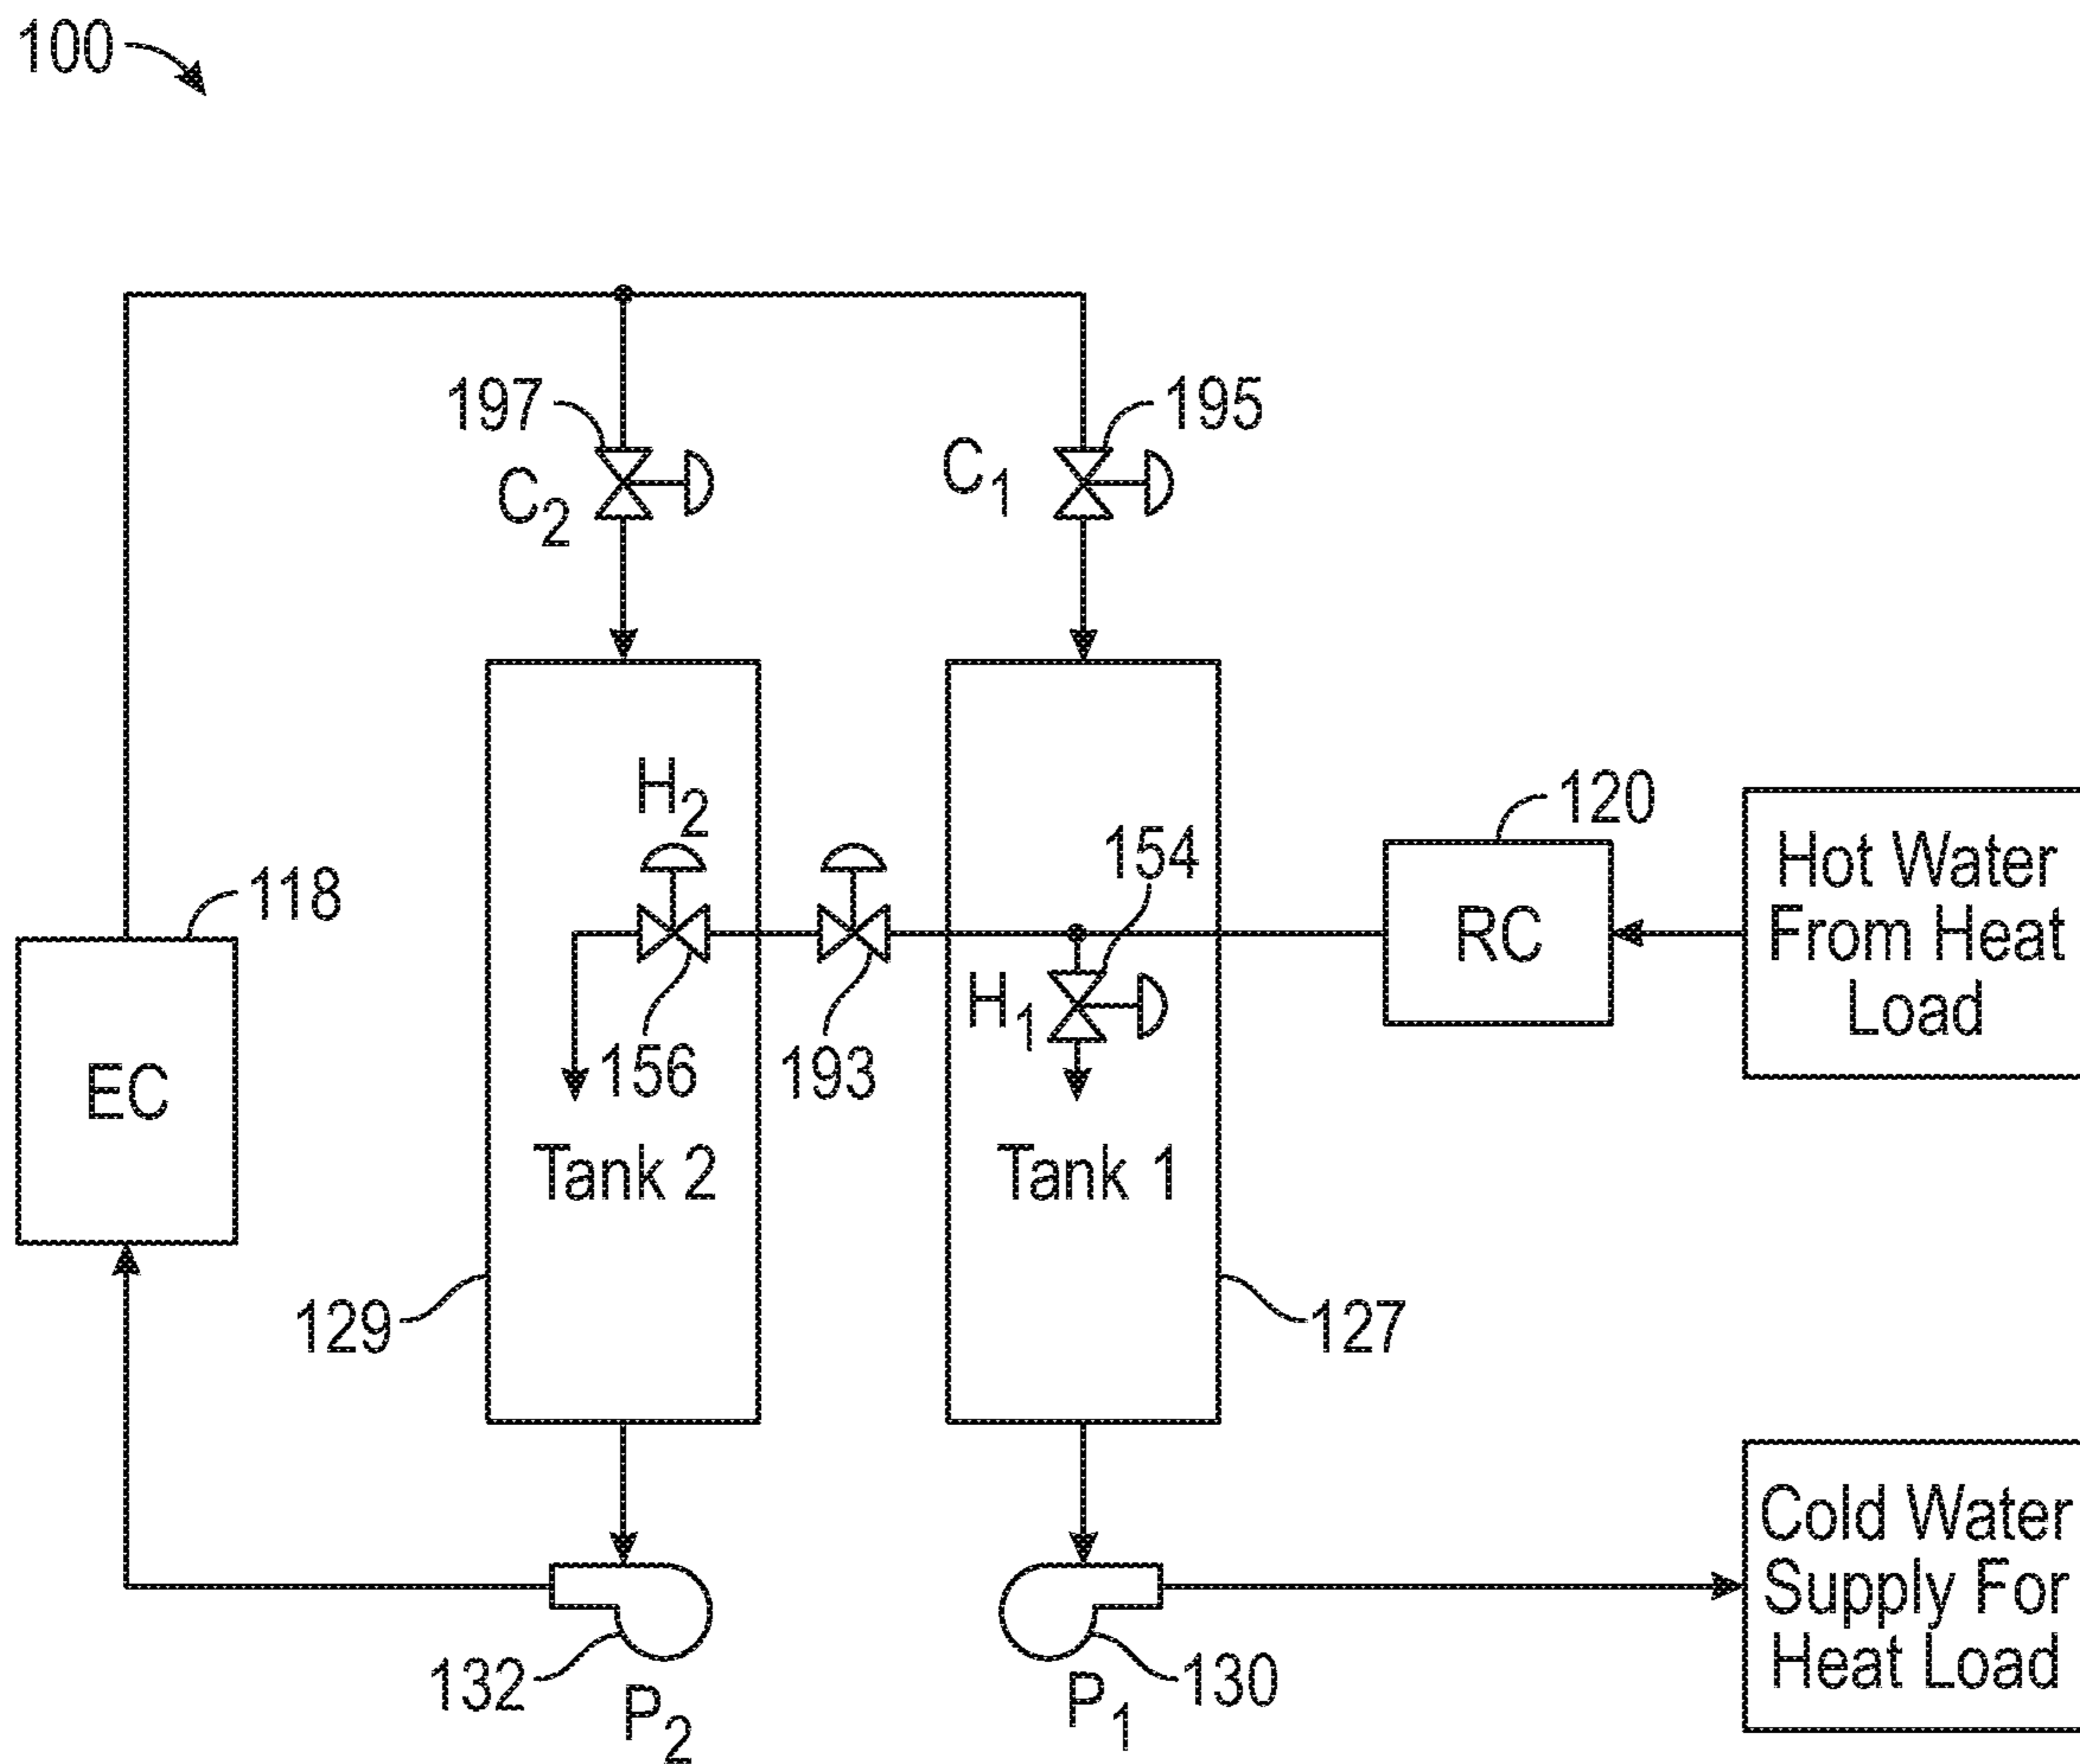 100
197
195
C1
C2
H2
120
154
Hot Water
From Heat
Load
118
RC
H1
156
193
EC
Tank 2
Tank 1
129
127
Cold Water
Supply For
Heat Load
132
130
P2
P1